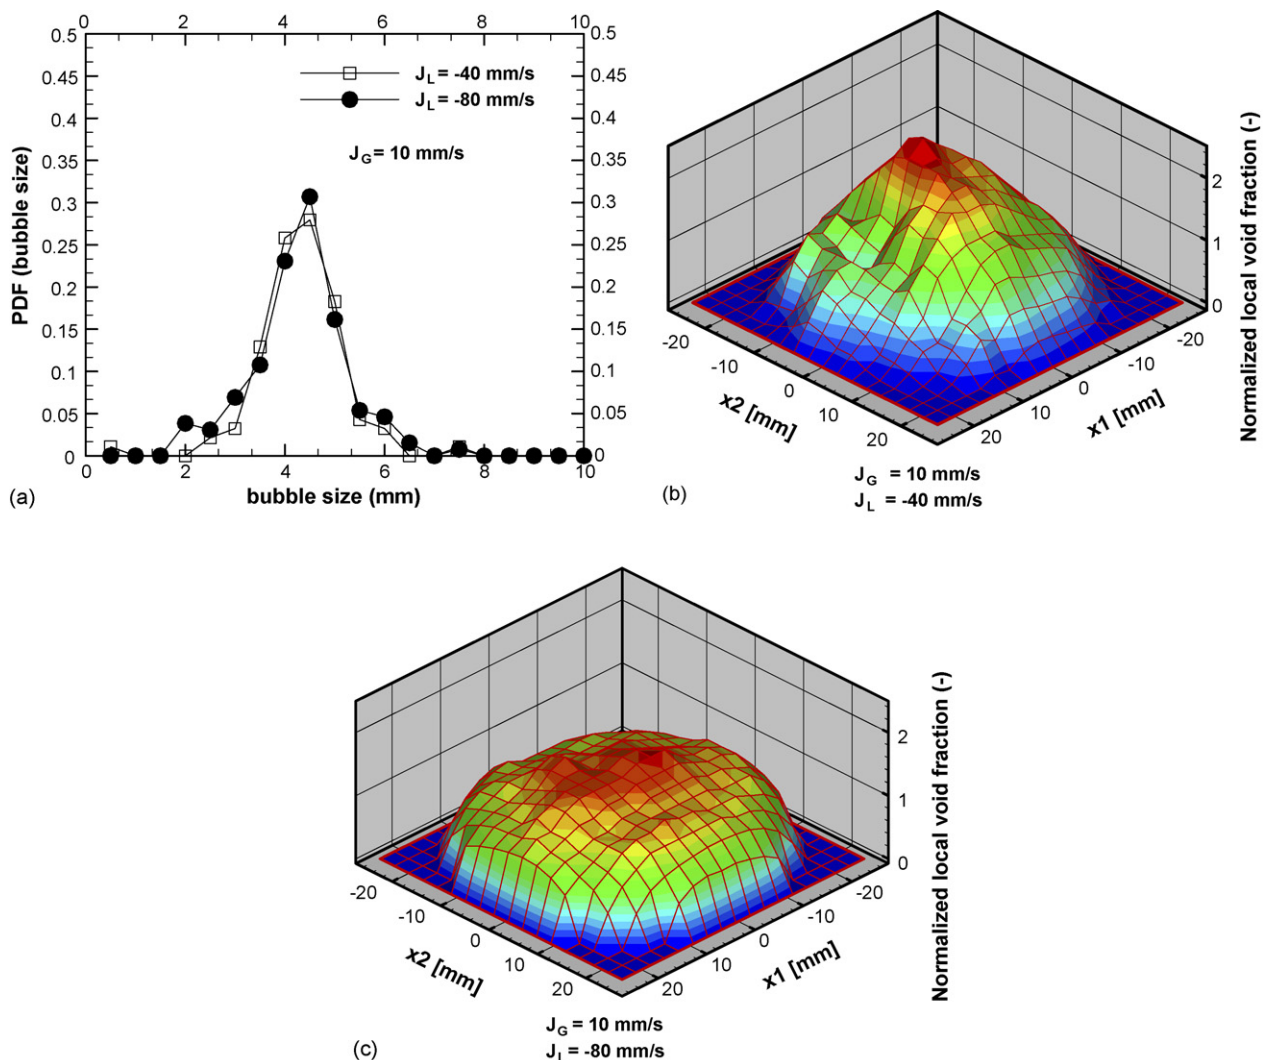 0 2 4 6 8 10
0.5 0.5
0.45 0.45
0.4 0.4
0.35 0.35
0.3 0.3
0.25 0.25
0.2 0.2
0.15 0.15
0.1 0.1
0.05 0.05
0 0
0 2 4 6 8 10
PDF (bubble size)
bubble size (mm)
J_L = -40 mm/s
J_L = -80 mm/s
J_G = 10 mm/s
(a)
Normalized local void fraction (-)
2
1
0
-20 -10 0 10 20
x2 [mm]
20 10 0 -10 -20
x1 [mm]
J_G = 10 mm/s
J_L = -40 mm/s
(b)
Normalized local void fraction (-)
2
1
0
-20 -10 0 10 20
x2 [mm]
20 10 0 -10 -20
x1 [mm]
J_G = 10 mm/s
J_L = -80 mm/s
(c)